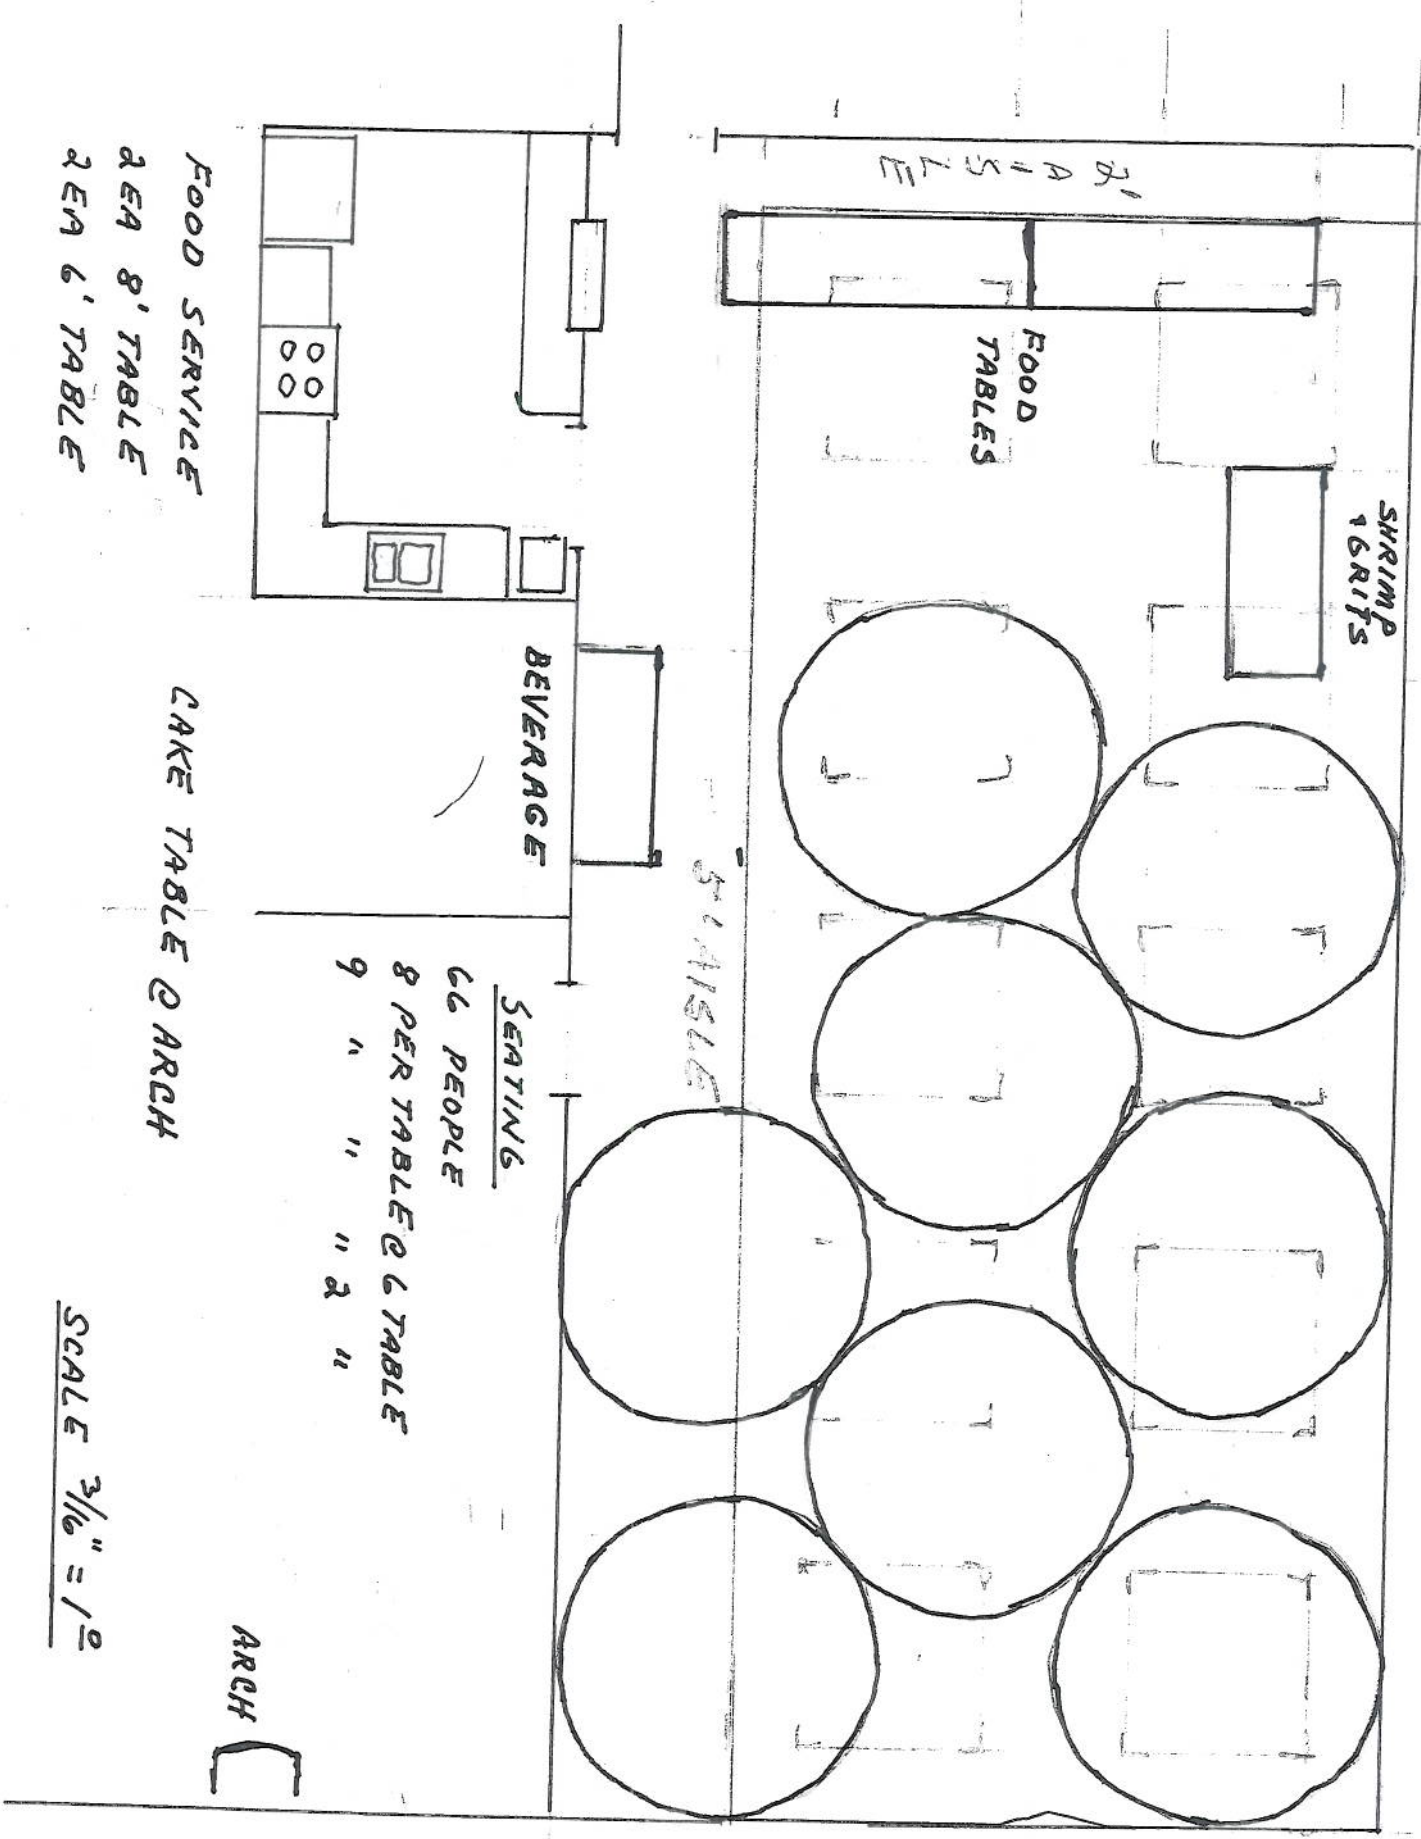 SHRIMP
& GRITS
FOOD
TABLES
5' AISLE
BEVERAGE
SEATING
66 PEOPLE
8 PER TABLE @ 6 TABLE
9 " " " 2 "
FOOD SERVICE
2 EA 8' TABLE
2 EA 6' TABLE
CAKE TABLE @ ARCH
ARCH
SCALE 3/16" = 1'0